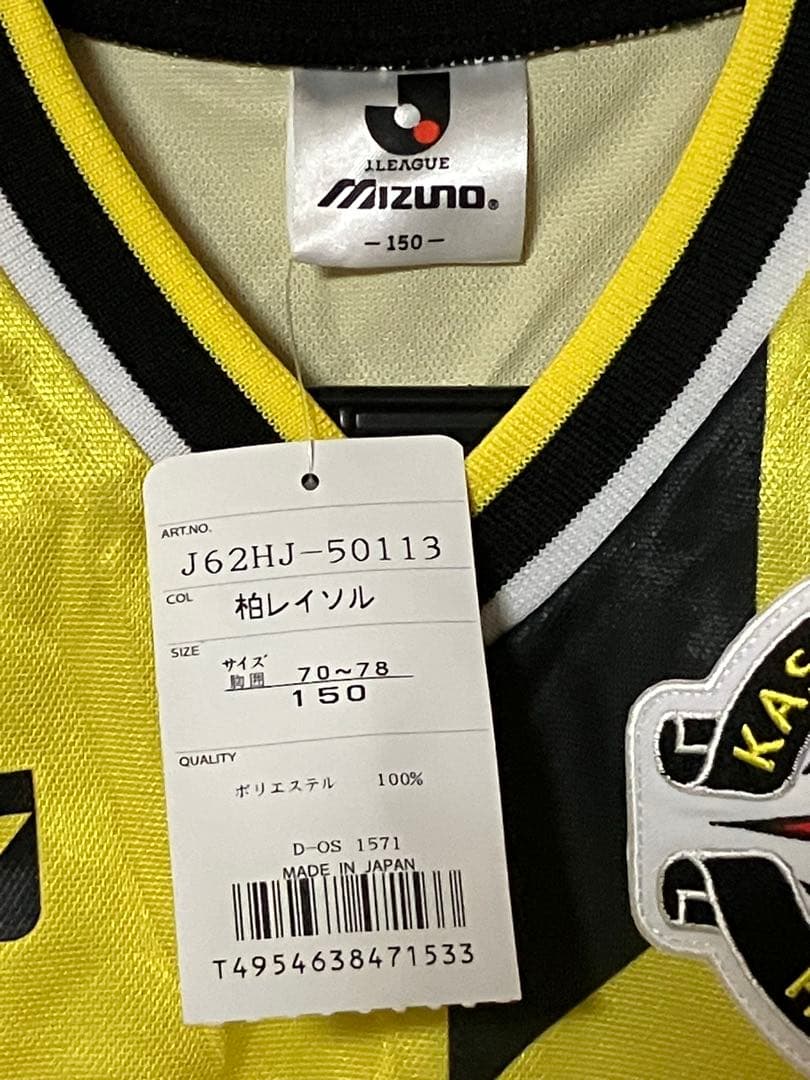 J.LEAGUE
MIZUNO®
-150-
ART.NO.
J62HJ-50113
COL 柏レイソル
SIZE
サイズ
胸囲 70~78
150
QUALITY
ポリエステル 100%
D-OS 1571
MADE IN JAPAN
T4954638471533
KAS